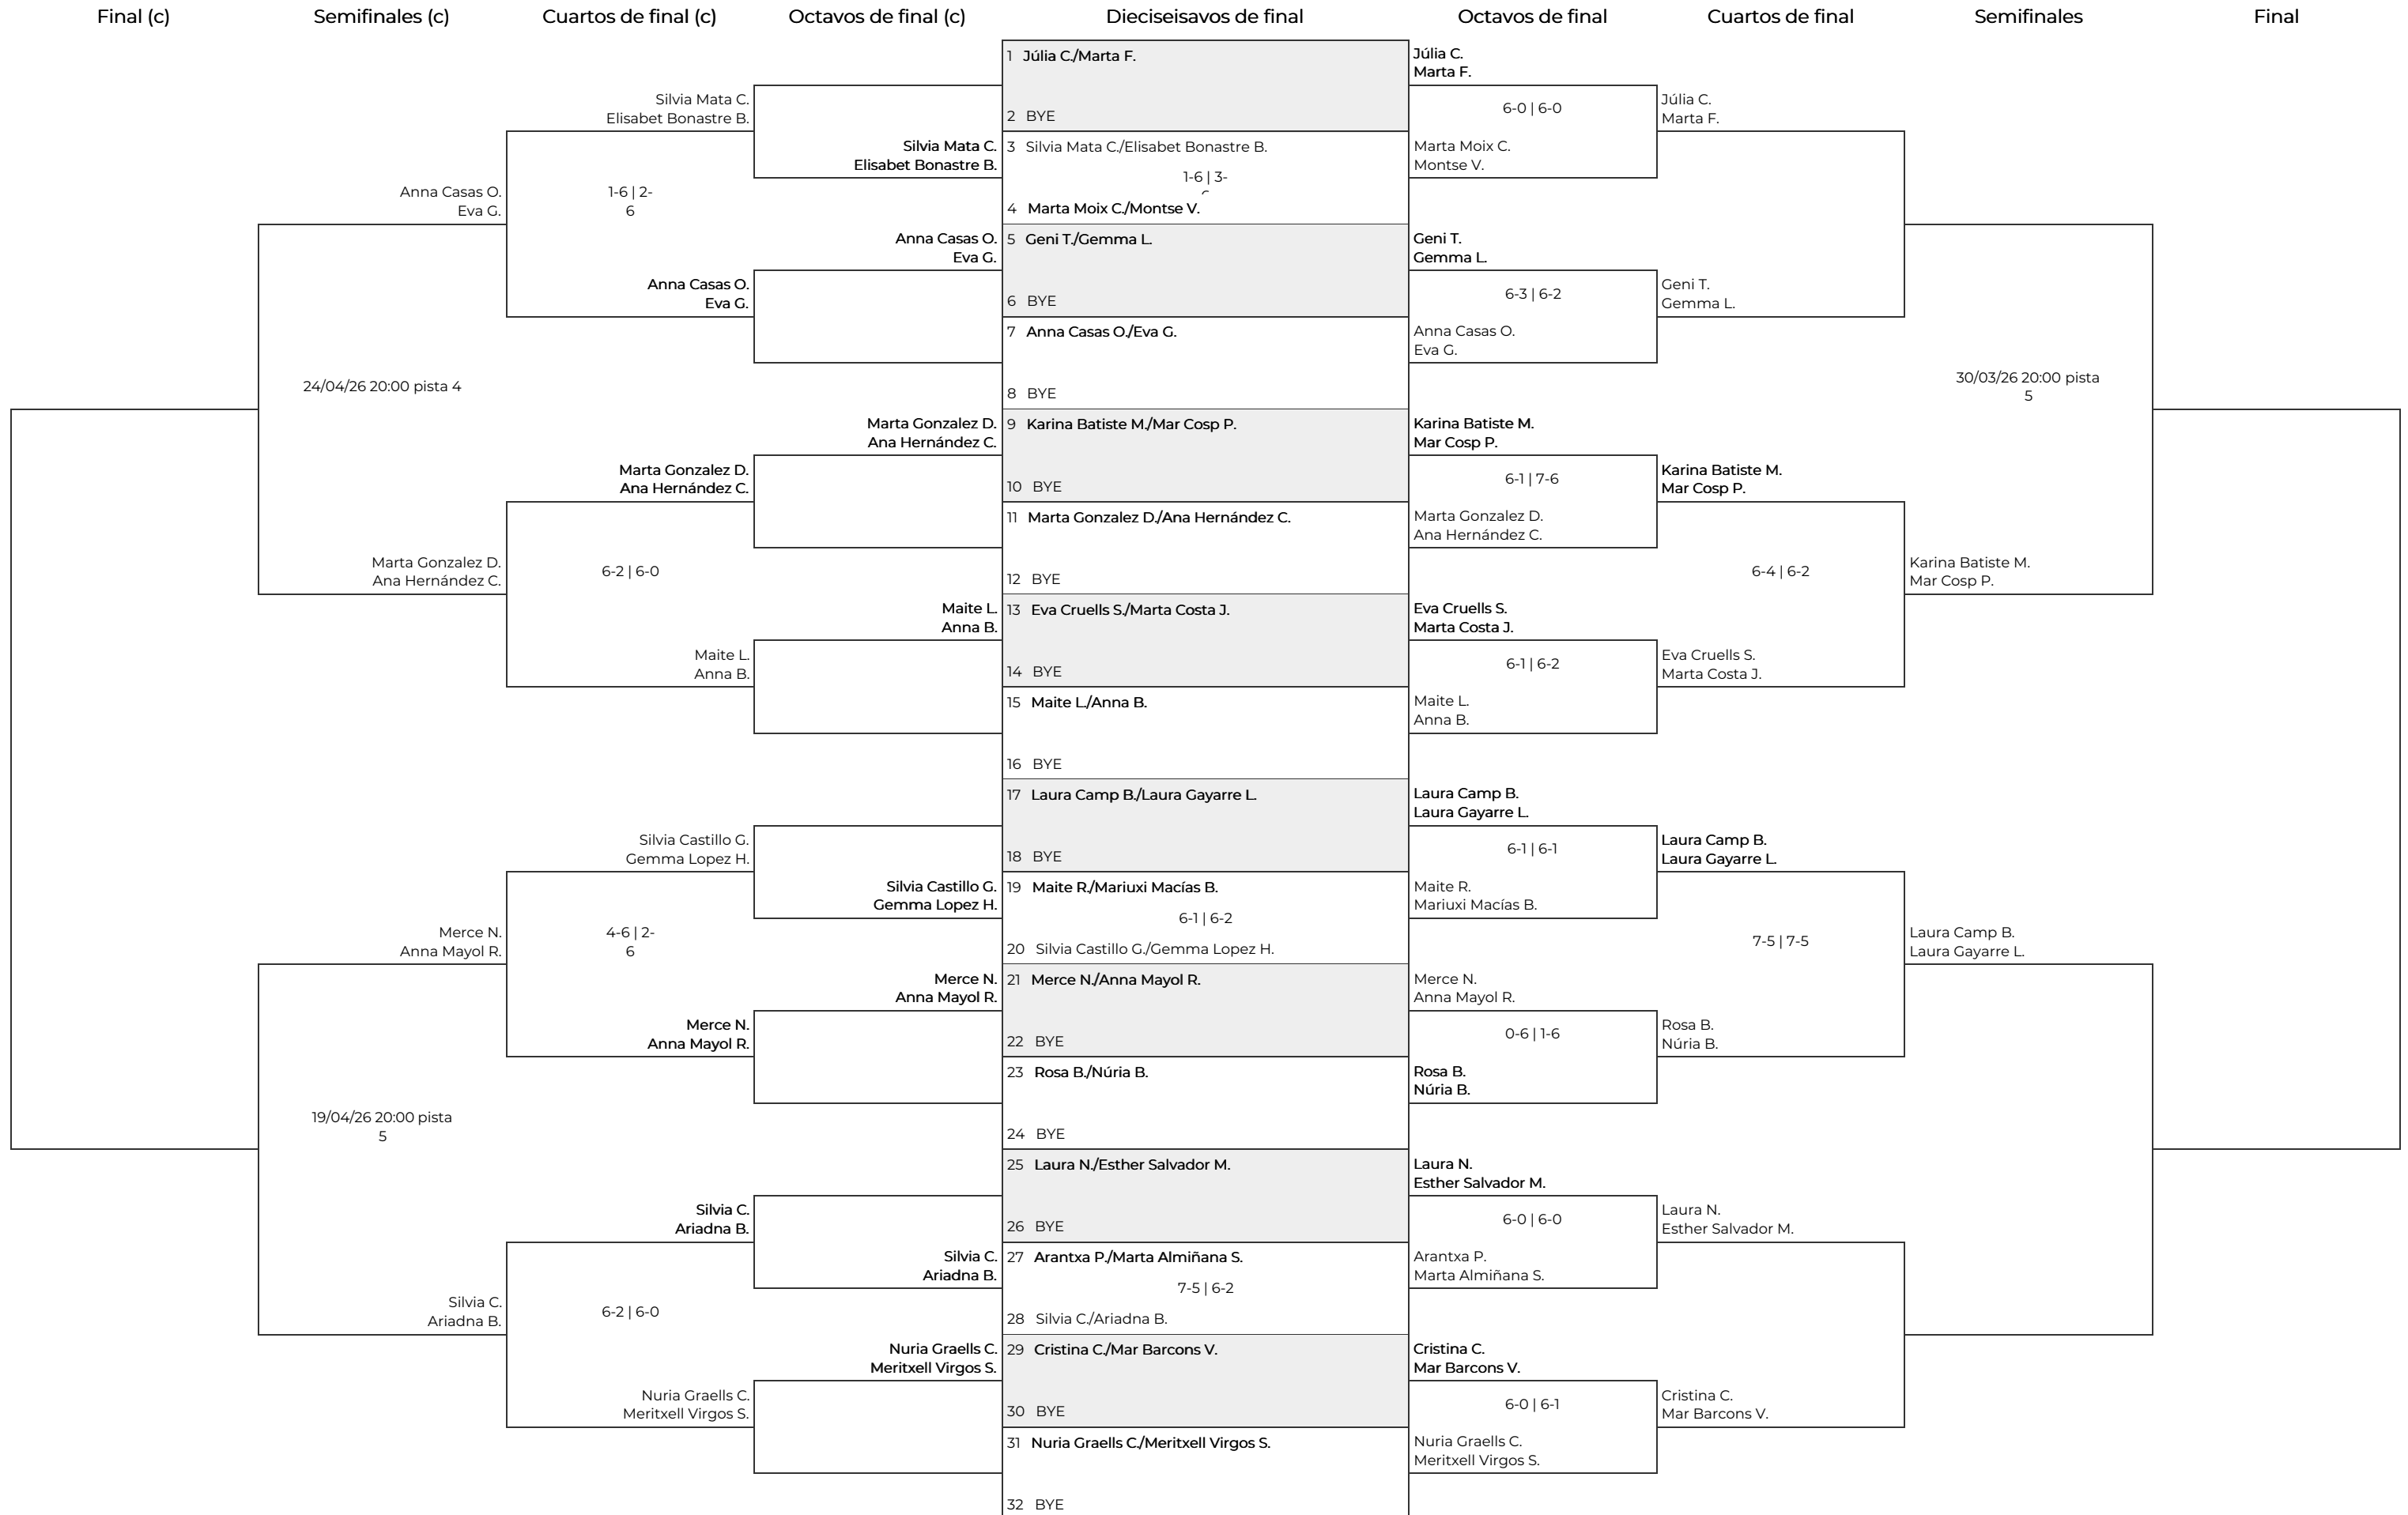 Final (c)
Semifinales (c)
Cuartos de final (c)
Octavos de final (c)
Dieciseisavos de final
Octavos de final
Cuartos de final
Semifinales
Final
Anna Casas O.
Eva G.
24/04/26 20:00 pista 4
Marta Gonzalez D.
Ana Hernández C.
Merce N.
Anna Mayol R.
19/04/26 20:00 pista
5
Silvia C.
Ariadna B.
Silvia Mata C.
Elisabet Bonastre B.
1-6 | 2-
6
Anna Casas O.
Eva G.
Marta Gonzalez D.
Ana Hernández C.
6-2 | 6-0
Maite L.
Anna B.
Silvia Castillo G.
Gemma Lopez H.
4-6 | 2-
6
Merce N.
Anna Mayol R.
Silvia C.
Ariadna B.
6-2 | 6-0
Nuria Graells C.
Meritxell Virgos S.
Silvia Mata C.
Elisabet Bonastre B.
Anna Casas O.
Eva G.
Marta Gonzalez D.
Ana Hernández C.
Maite L.
Anna B.
Silvia Castillo G.
Gemma Lopez H.
Merce N.
Anna Mayol R.
Silvia C.
Ariadna B.
Nuria Graells C.
Meritxell Virgos S.
1 Júlia C./Marta F.
2 BYE
3 Silvia Mata C./Elisabet Bonastre B.
1-6 | 3-
4 Marta Moix C./Montse V.
5 Geni T./Gemma L.
6 BYE
7 Anna Casas O./Eva G.
8 BYE
9 Karina Batiste M./Mar Cosp P.
10 BYE
11 Marta Gonzalez D./Ana Hernández C.
12 BYE
13 Eva Cruells S./Marta Costa J.
14 BYE
15 Maite L./Anna B.
16 BYE
17 Laura Camp B./Laura Gayarre L.
18 BYE
19 Maite R./Mariuxi Macías B.
6-1 | 6-2
20 Silvia Castillo G./Gemma Lopez H.
21 Merce N./Anna Mayol R.
22 BYE
23 Rosa B./Núria B.
24 BYE
25 Laura N./Esther Salvador M.
26 BYE
27 Arantxa P./Marta Almiñana S.
7-5 | 6-2
28 Silvia C./Ariadna B.
29 Cristina C./Mar Barcons V.
30 BYE
31 Nuria Graells C./Meritxell Virgos S.
32 BYE
Júlia C.
Marta F.
6-0 | 6-0
Marta Moix C.
Montse V.
Geni T.
Gemma L.
6-3 | 6-2
Anna Casas O.
Eva G.
Karina Batiste M.
Mar Cosp P.
6-1 | 7-6
Marta Gonzalez D.
Ana Hernández C.
Eva Cruells S.
Marta Costa J.
6-1 | 6-2
Maite L.
Anna B.
Laura Camp B.
Laura Gayarre L.
6-1 | 6-1
Maite R.
Mariuxi Macías B.
Merce N.
Anna Mayol R.
0-6 | 1-6
Rosa B.
Núria B.
Laura N.
Esther Salvador M.
6-0 | 6-0
Arantxa P.
Marta Almiñana S.
Cristina C.
Mar Barcons V.
6-0 | 6-1
Nuria Graells C.
Meritxell Virgos S.
Júlia C.
Marta F.
Geni T.
Gemma L.
Karina Batiste M.
Mar Cosp P.
6-4 | 6-2
Eva Cruells S.
Marta Costa J.
Laura Camp B.
Laura Gayarre L.
7-5 | 7-5
Rosa B.
Núria B.
Laura N.
Esther Salvador M.
Cristina C.
Mar Barcons V.
30/03/26 20:00 pista
5
Karina Batiste M.
Mar Cosp P.
Laura Camp B.
Laura Gayarre L.